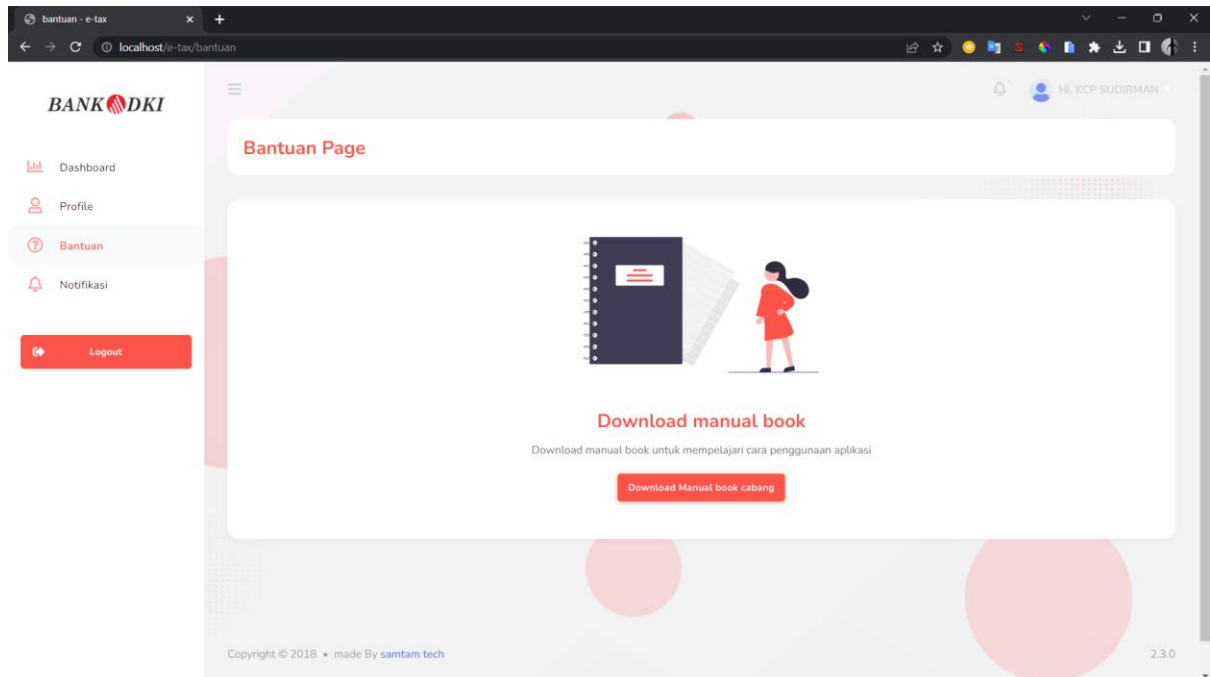 bantuan - e-tax
localhost/e-tax/bantuan
BANK DKI
Hi, KCP SUDIRMAN
Bantuan Page
Dashboard
Profile
Bantuan
Notifikasi
Logout
Download manual book
Download manual book untuk mempelajari cara penggunaan aplikasi
Download Manual book cabang
Copyright © 2018 • made By samtam tech
2.3.0